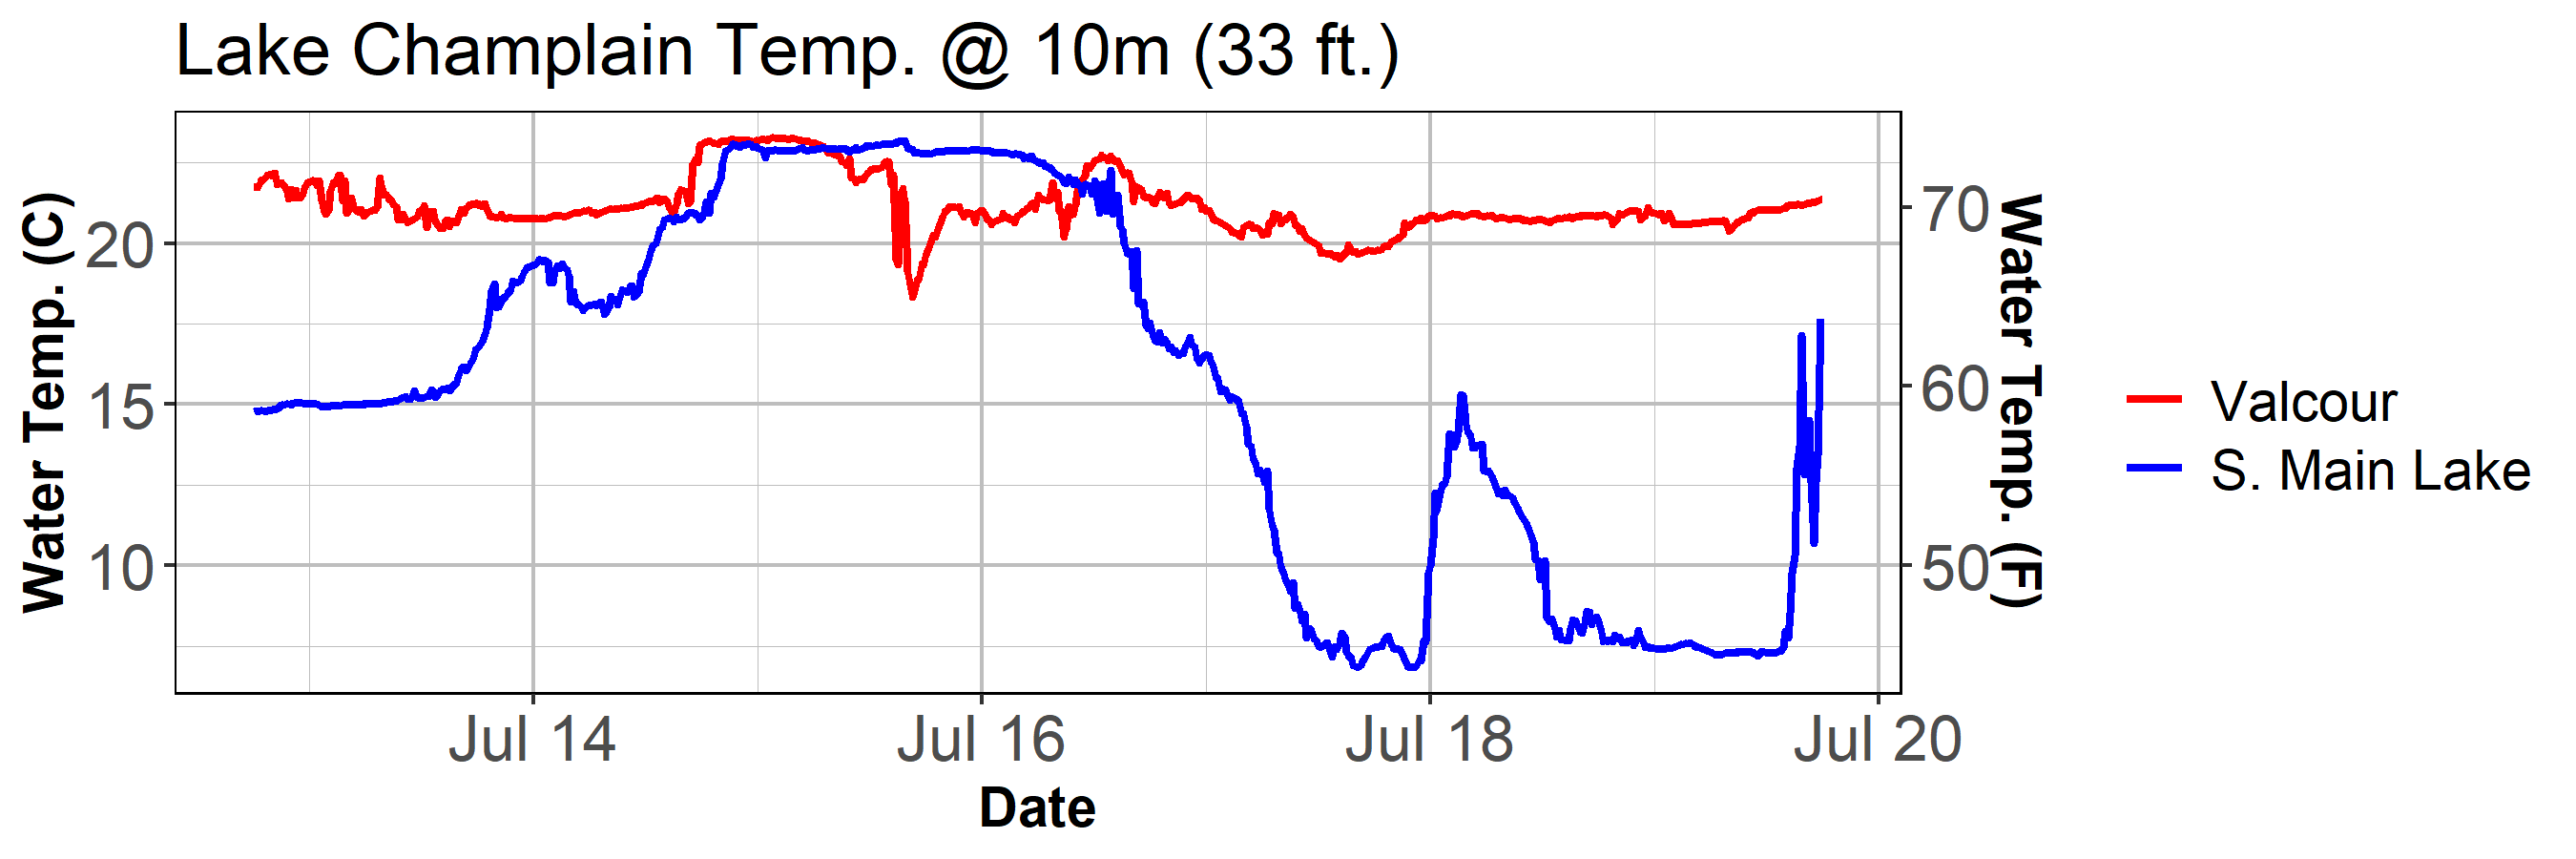 Lake Champlain Temp. @ 10m (33 ft.)
Water Temp. (C)
20
15
10
70
60
50
Water Temp. (F)
Jul 14
Jul 16
Jul 18
Jul 20
Date
Valcour
S. Main Lake